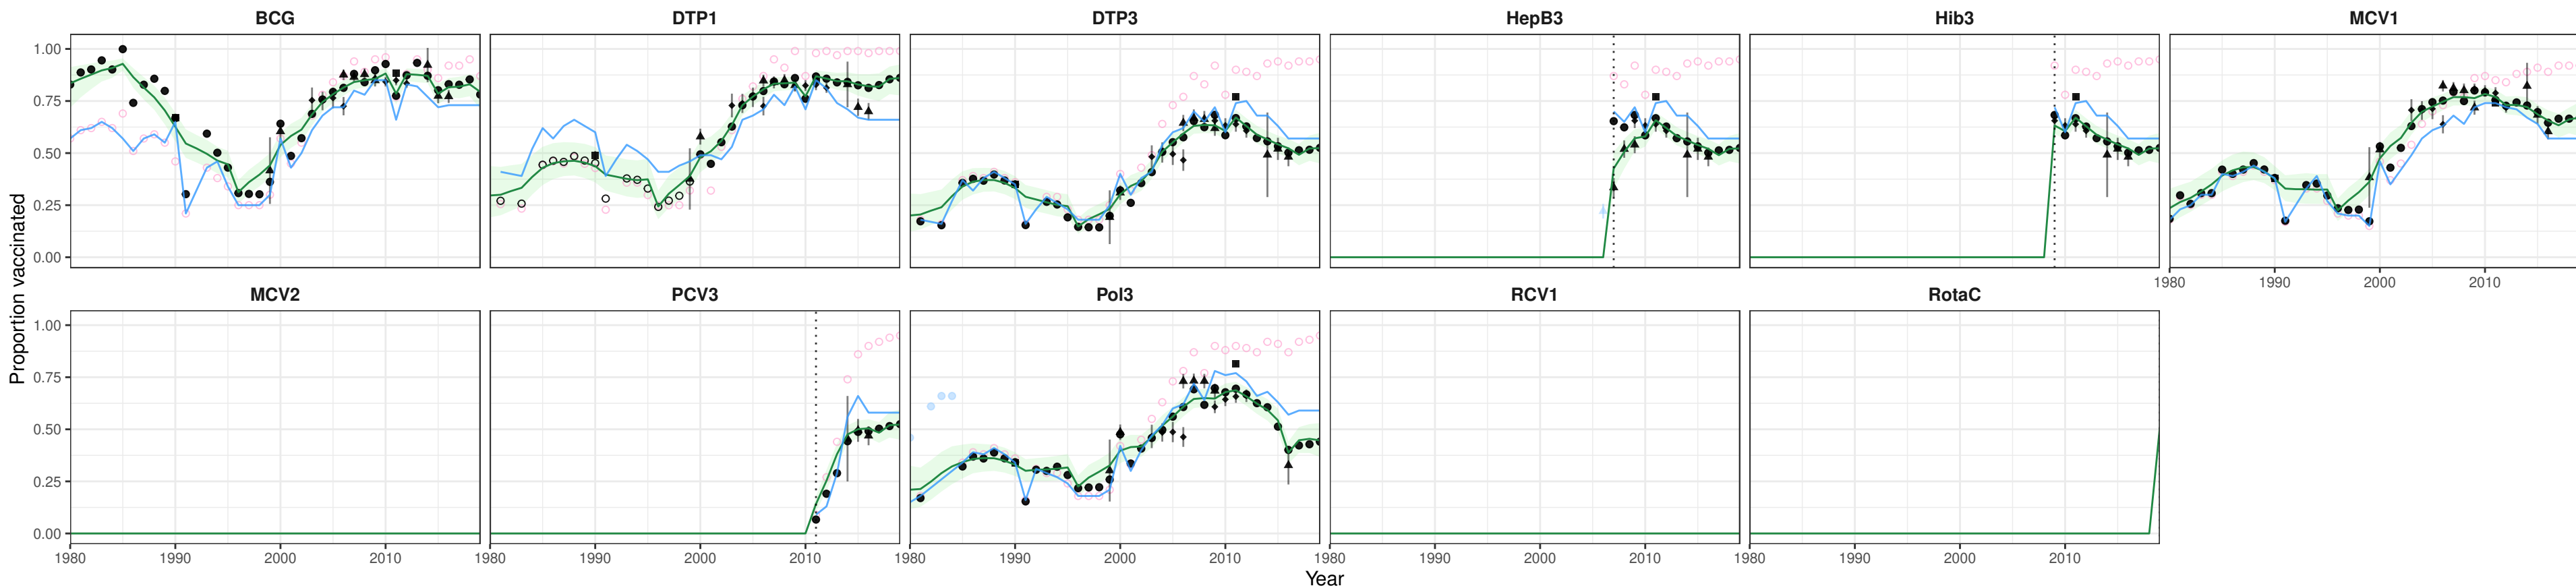 BCG DTP1 DTP3 HepB3 Hib3 MCV1
1.00
0.75
0.50
0.25
0.00
1980 2000 2010
1990
MCV2 PCV3 Pol3 RCV1 RotaC
1.00
0.75
0.50
0.25
0.00
1980 1990 2000 2010 1980 1990 2000 2010 1980 1990 2000 2010 1980 1990 2000 2010 1980 1990 2000 2010
Year
Proportion vaccinated